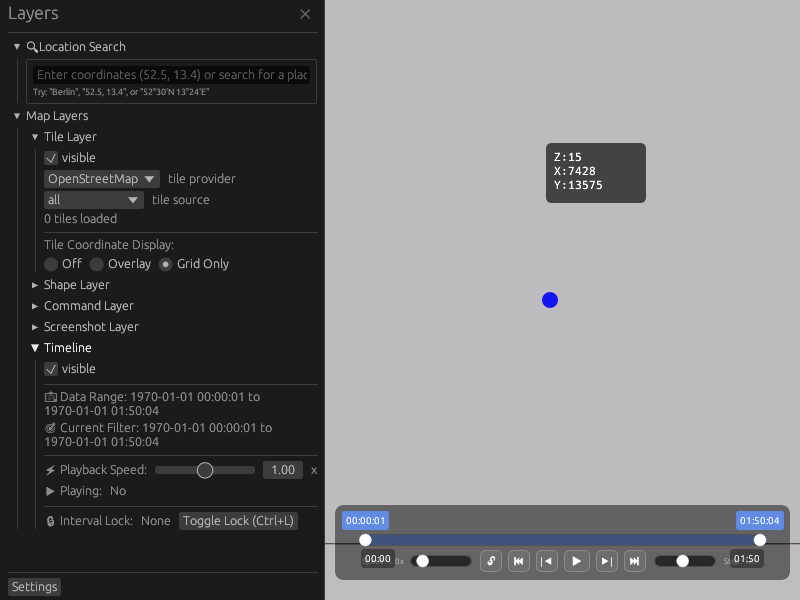 Layers
Location Search
Enter coordinates (52.5, 13.4) or search for a plac
Try: "Berlin", "52.5, 13.4", or "52°30'N 13°24'E"
Map Layers
Tile Layer
visible
OpenStreetMap tile provider
all tile source
0 tiles loaded
Tile Coordinate Display:
Off Overlay Grid Only
Shape Layer
Command Layer
Screenshot Layer
Timeline
visible
Data Range: 1970-01-01 00:00:01 to
1970-01-01 01:50:04
Current Filter: 1970-01-01 00:00:01 to
1970-01-01 01:50:04
Playback Speed: 1.00 x
Playing: No
Interval Lock: None Toggle Lock (Ctrl+L)
Settings
Z:15
X:7428
Y:13575
00:00:01 01:50:04
00:00 01:50